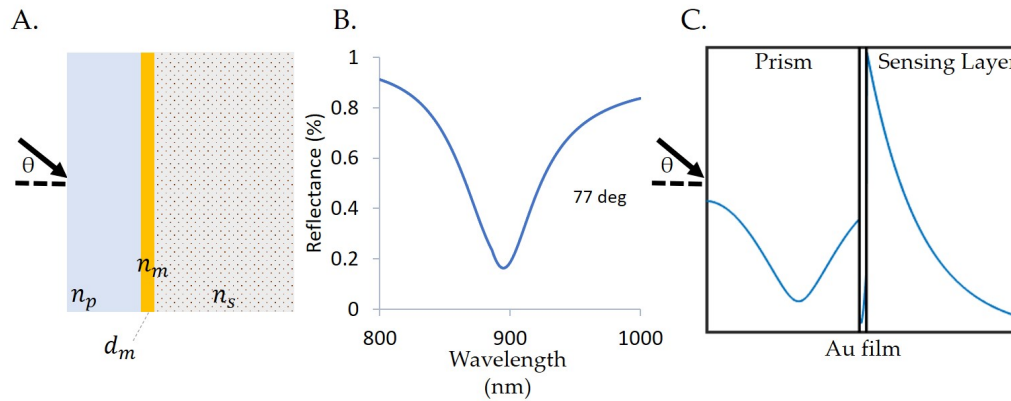 A.
θ
n_p
n_m
n_s
d_m
B.
Reflectance (%)
1
0.8
0.6
0.4
0.2
0
77 deg
800
900
1000
Wavelength
(nm)
C.
θ
Prism
Sensing Layer
Au film